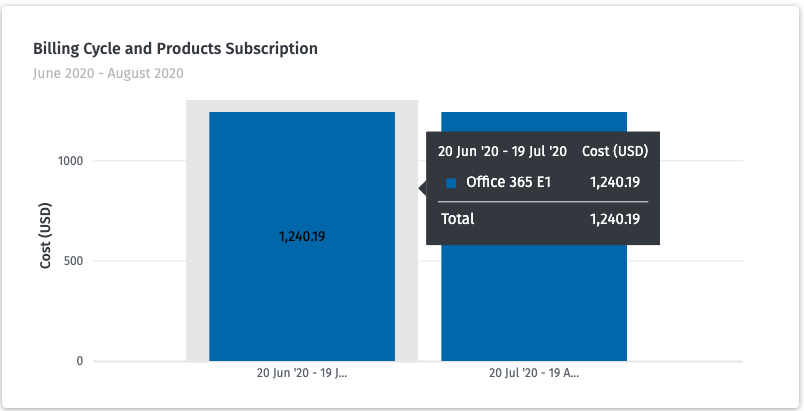 Billing Cycle and Products Subscription
June 2020 - August 2020
Cost (USD)
1000
500
0
1,240.19
20 Jun '20 - 19 Jul '20 Cost (USD)
Office 365 E1 1,240.19
Total 1,240.19
20 Jun '20 - 19 J...
20 Jul '20 - 19 A...